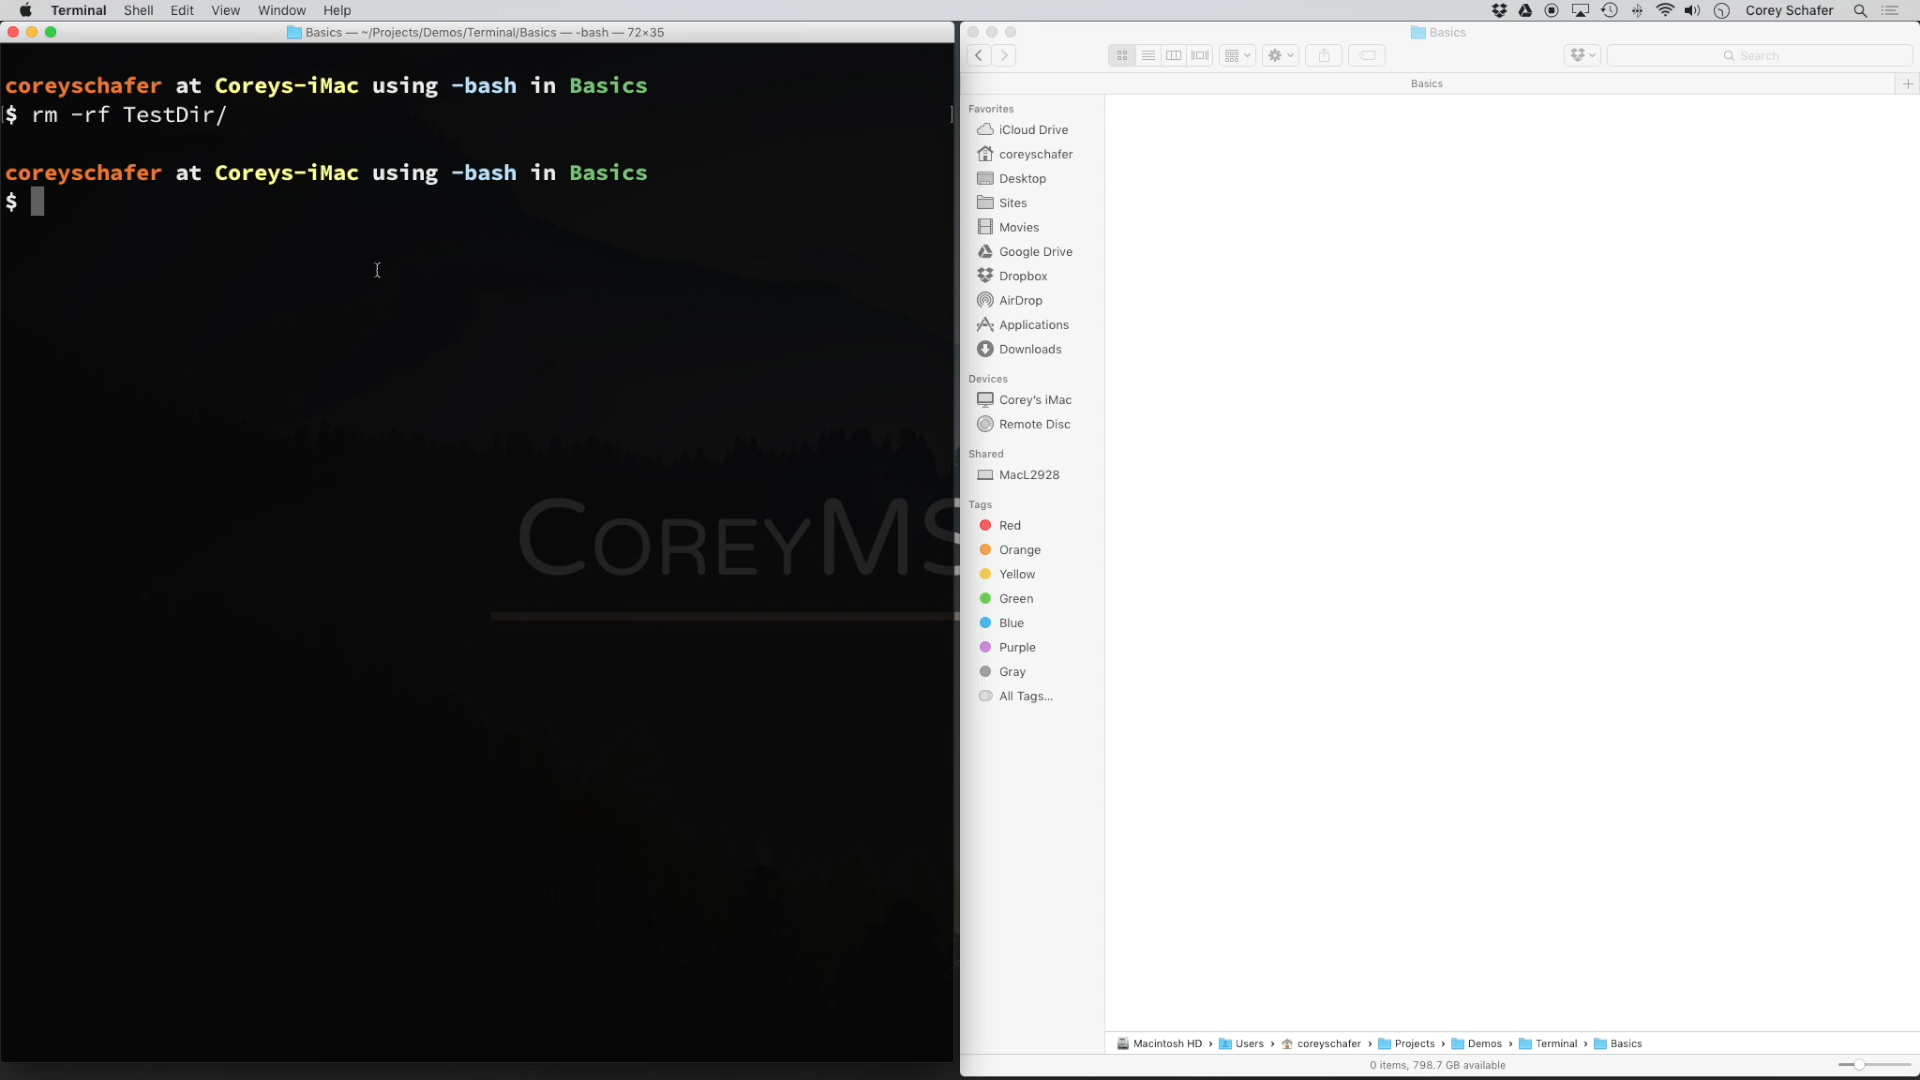 Terminal Shell Edit View Window Help
Corey Schafer
Basics — ~/Projects/Demos/Terminal/Basics — -bash — 72×35
coreyschafer at Coreys-iMac using -bash in Basics
[$ rm -rf TestDir/ ]
coreyschafer at Coreys-iMac using -bash in Basics
$
COREYMS
Basics
Search
Basics
Favorites
iCloud Drive
coreyschafer
Desktop
Sites
Movies
Google Drive
Dropbox
AirDrop
Applications
Downloads
Devices
Corey's iMac
Remote Disc
Shared
MacL2928
Tags
Red
Orange
Yellow
Green
Blue
Purple
Gray
All Tags...
Macintosh HD › Users › coreyschafer › Projects › Demos › Terminal › Basics
0 items, 798.7 GB available